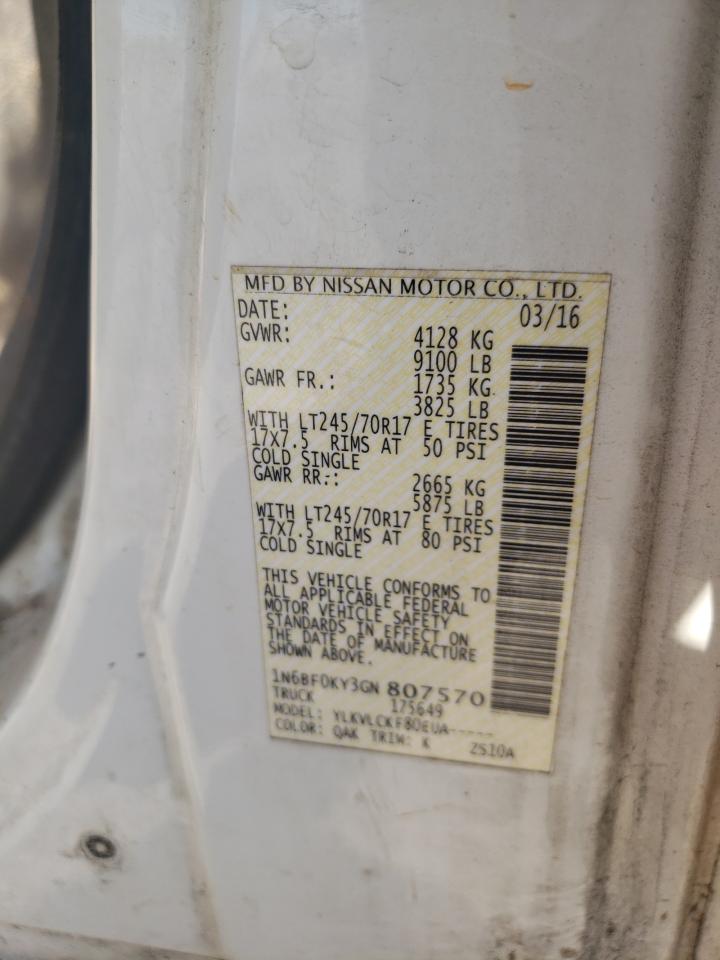 MFD BY NISSAN MOTOR CO., LTD.
DATE: 03/16
GVWR: 4128 KG
9100 LB
GAWR FR.: 1735 KG
3825 LB
WITH LT245/70R17 E TIRES
17X7.5 RIMS AT 50 PSI
COLD SINGLE
GAWR RR.: 2665 KG
5875 LB
WITH LT245/70R17 E TIRES
17X7.5 RIMS AT 80 PSI
COLD SINGLE
THIS VEHICLE CONFORMS TO
ALL APPLICABLE FEDERAL
MOTOR VEHICLE SAFETY
STANDARDS IN EFFECT ON
THE DATE OF MANUFACTURE
SHOWN ABOVE.
1N6BF0KY3GN 807570
TRUCK 175649
MODEL: YLKVLCKF80EUA-----
COLOR: QAK TRIM: K ZS10A